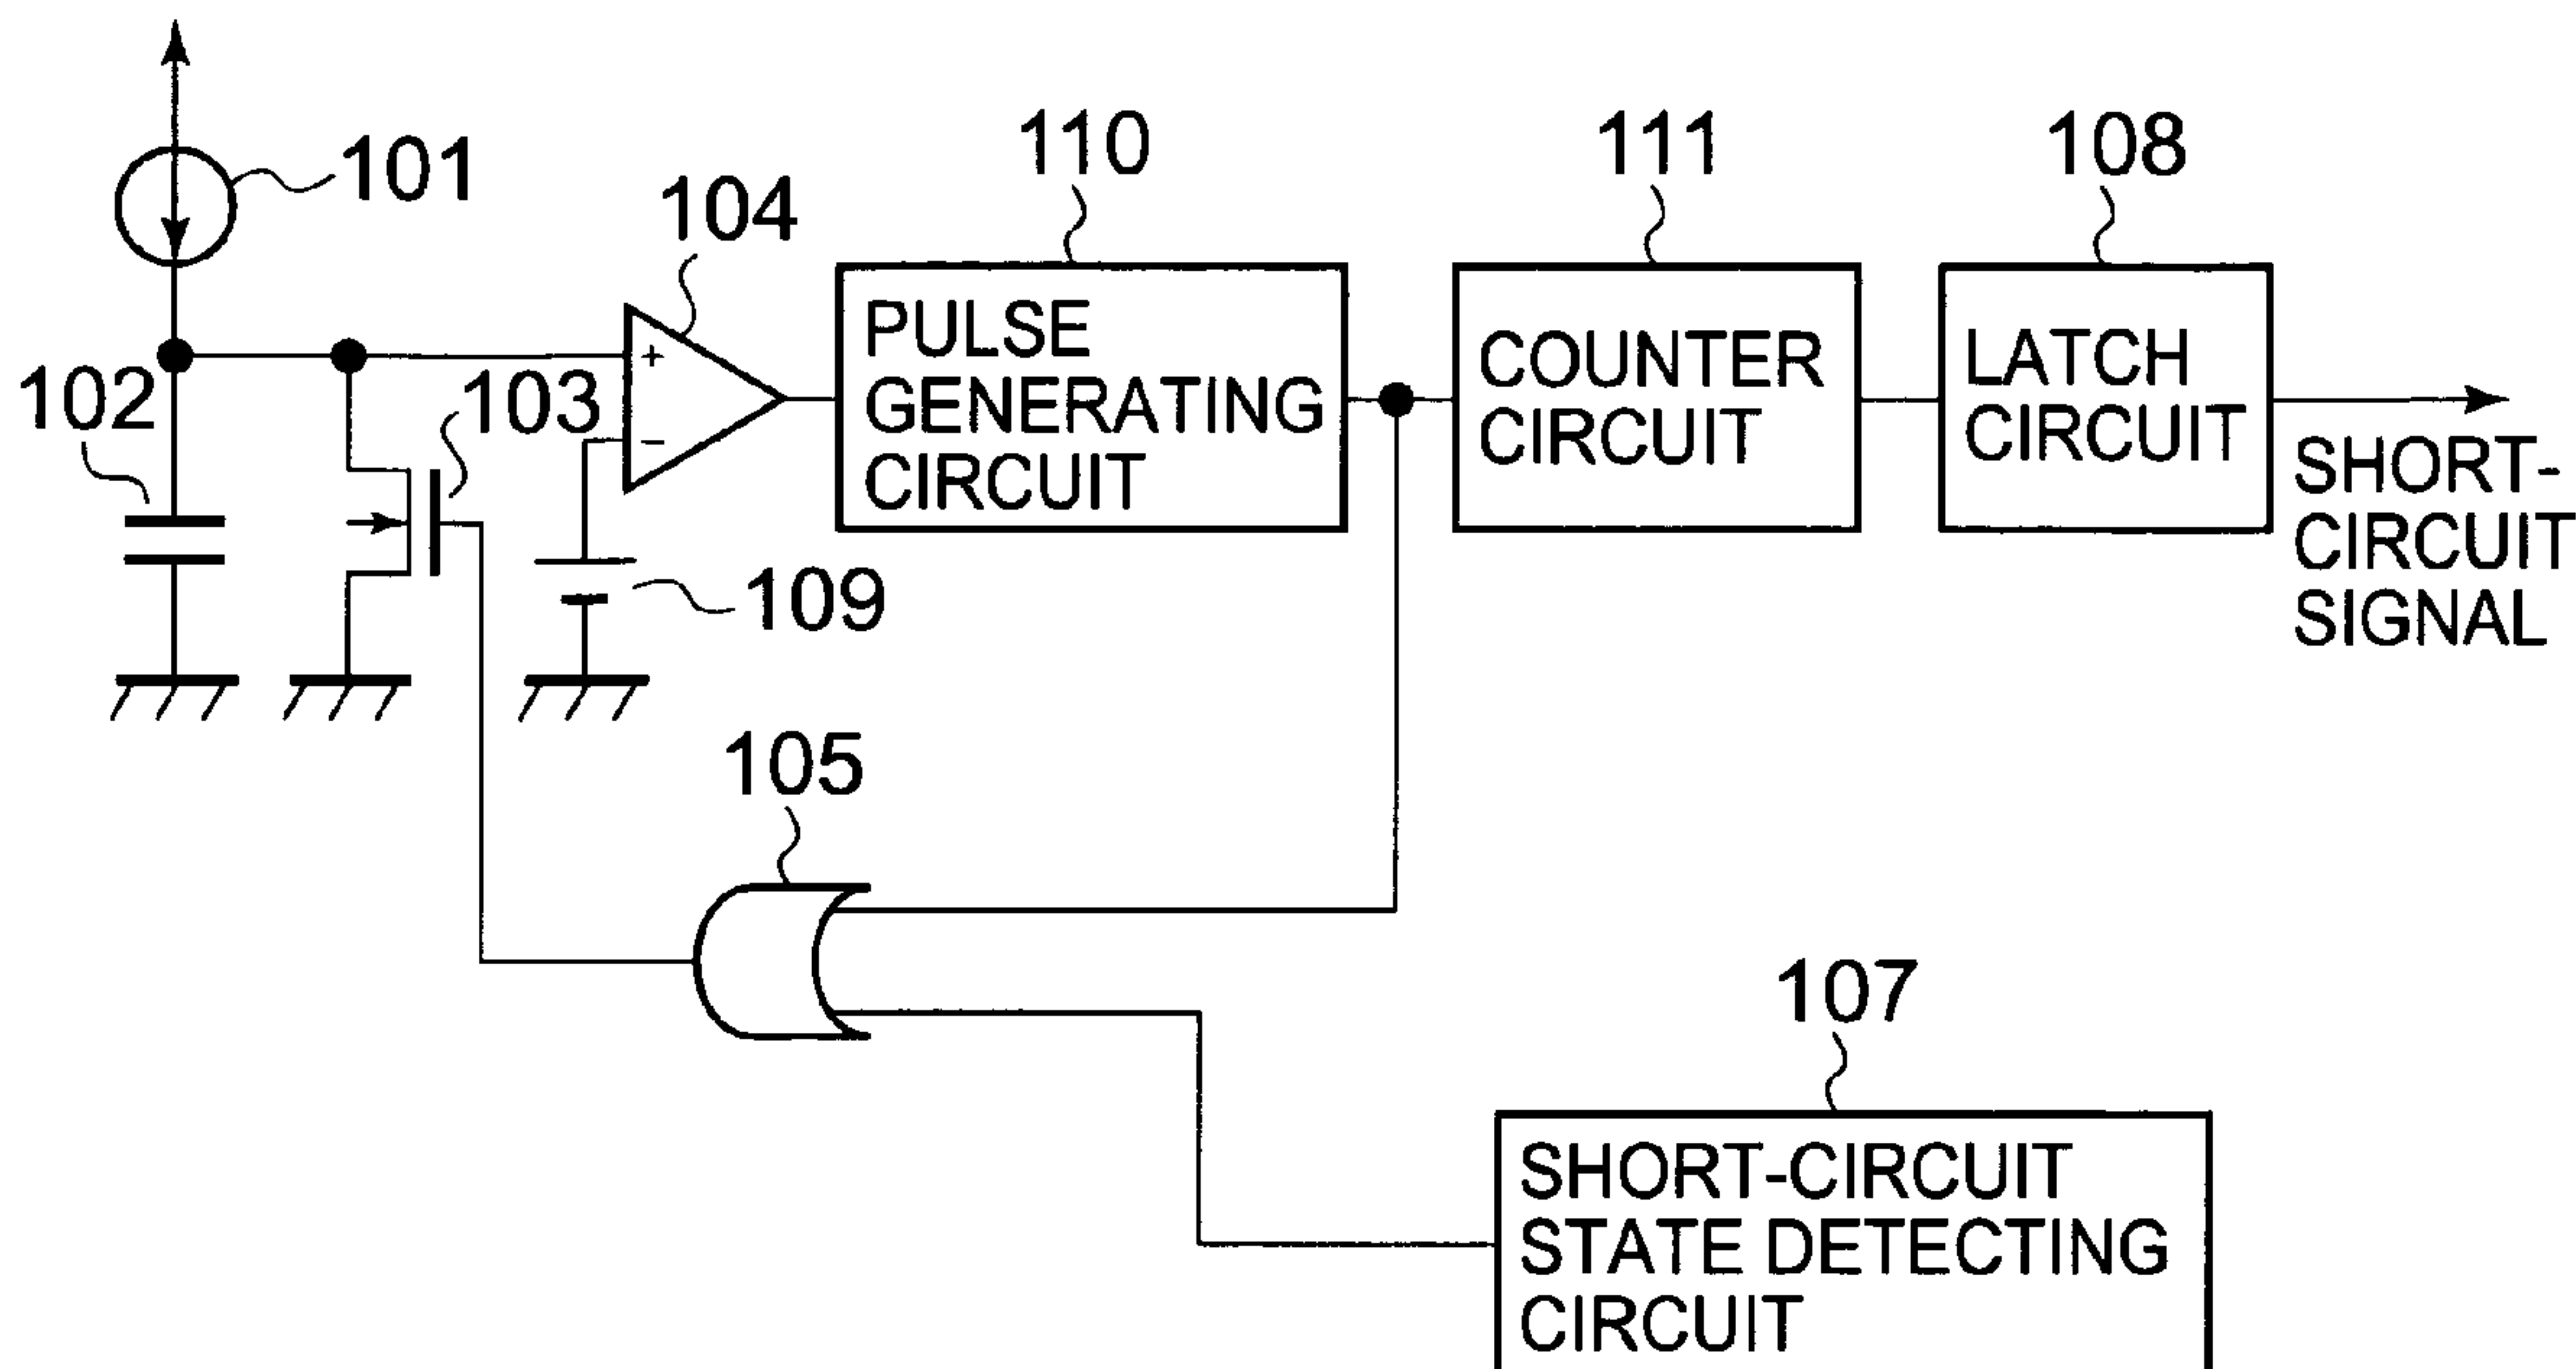 101
110
111
108
104
PULSE
GENERATING
CIRCUIT
COUNTER
CIRCUIT
LATCH
CIRCUIT
+
−
102
103
109
SHORT-
CIRCUIT
SIGNAL
105
107
SHORT-CIRCUIT
STATE DETECTING
CIRCUIT